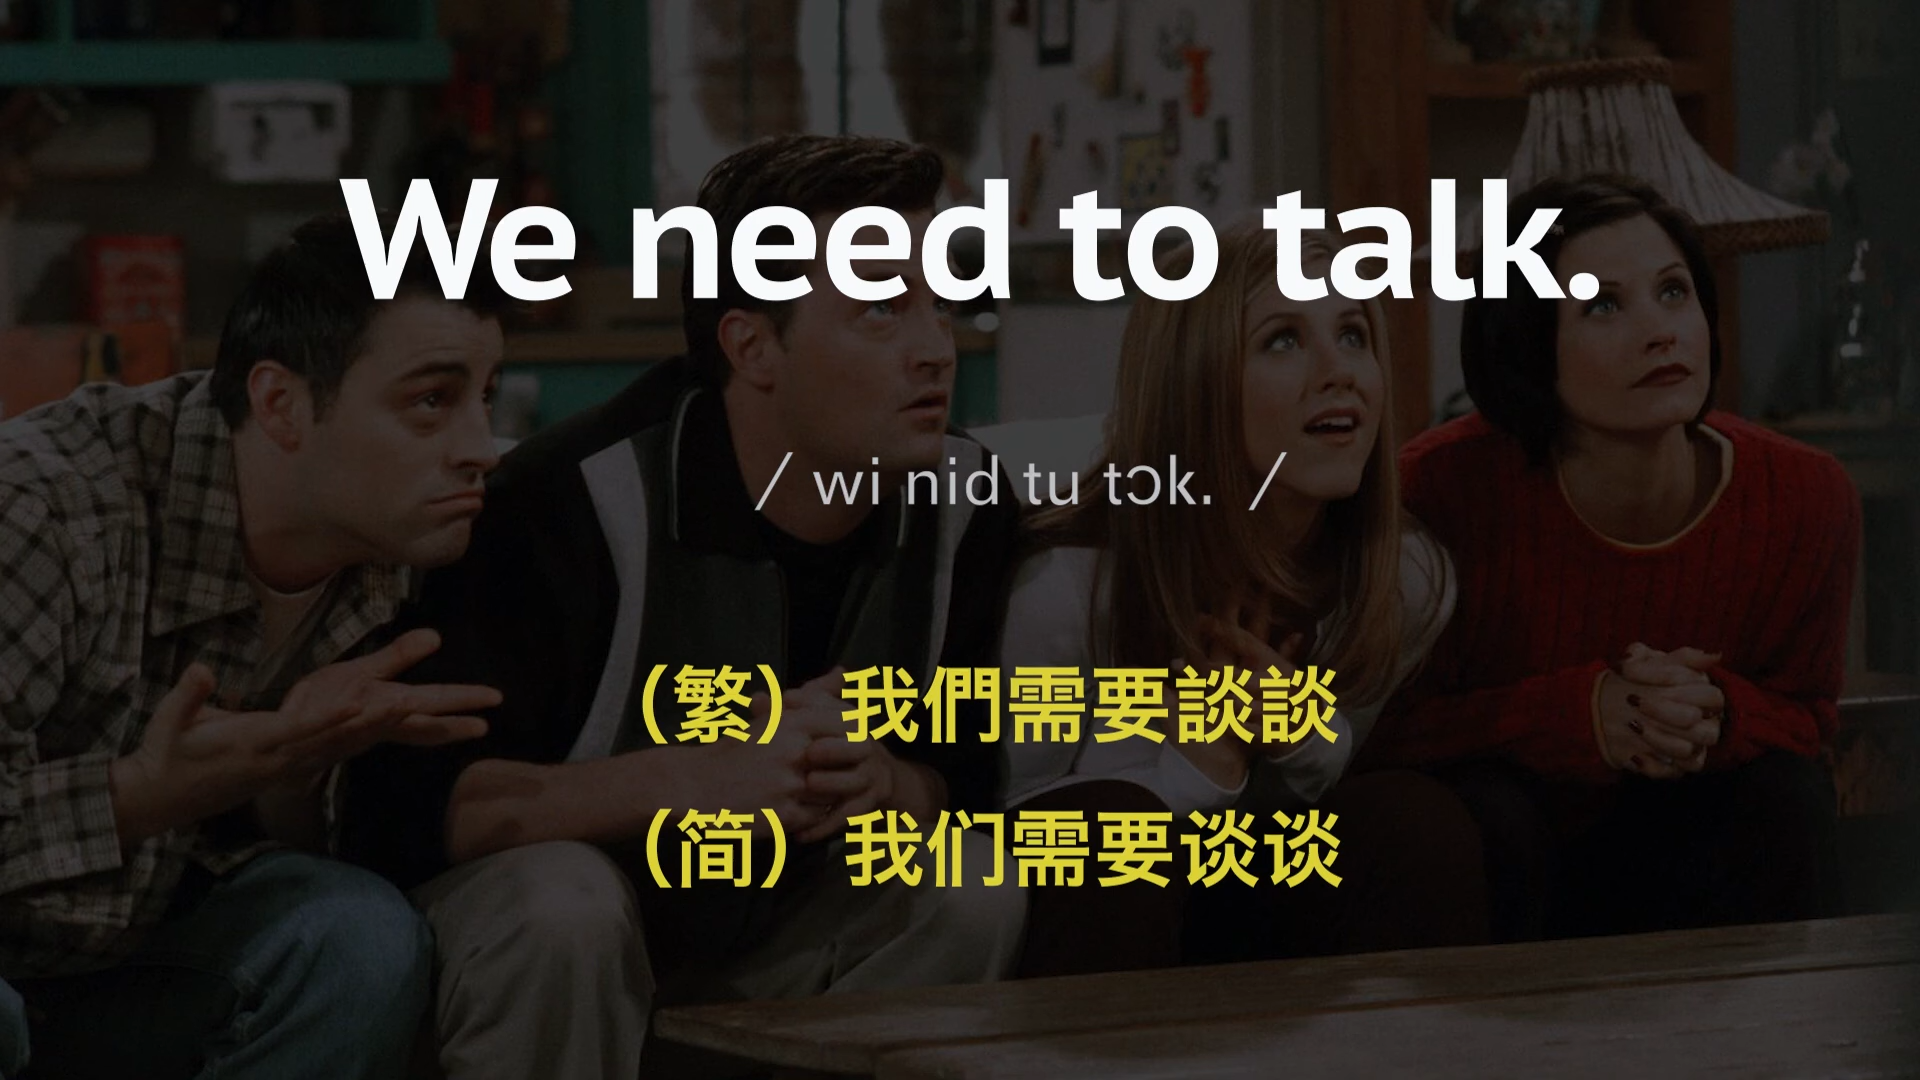 We need to talk.
/ wi nid tu tɔk. /
（繁）我們需要談談
（简）我们需要谈谈